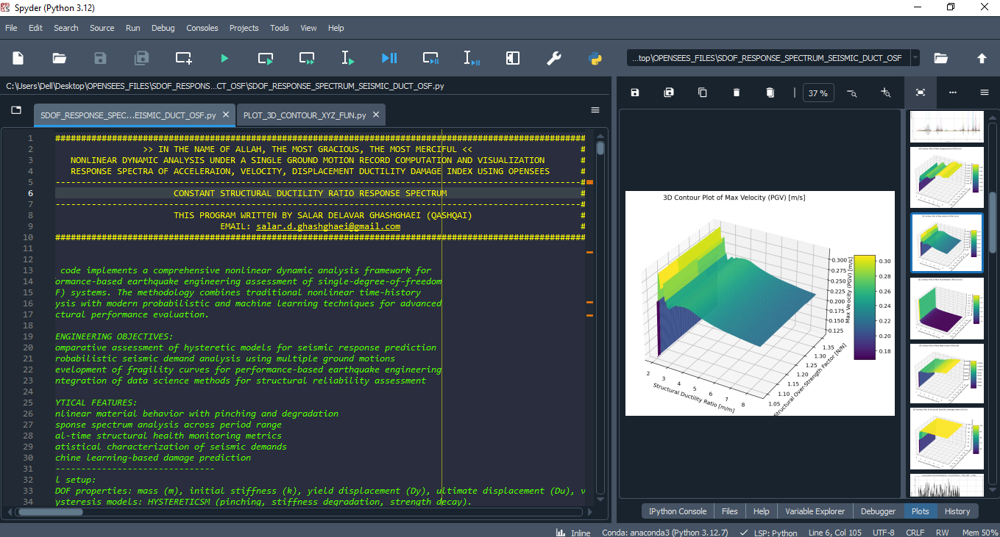 Spyder (Python 3.12)
File Edit Search Source Run Debug Consoles Projects Tools View Help
...top\OPENSEES_FILES\SDOF_RESPONSE_SPECTRUM_SEISMIC_DUCT_OSF
C:\Users\Dell\Desktop\OPENSEES_FILES\SDOF_RESPONS...CT_OSF\SDOF_RESPONSE_SPECTRUM_SEISMIC_DUCT_OSF.py
SDOF_RESPONSE_SPEC...EISMIC_DUCT_OSF.py
PLOT_3D_CONTOUR_XYZ_FUN.py
1 ##########################################################################################
2 >> IN THE NAME OF ALLAH, THE MOST GRACIOUS, THE MOST MERCIFUL << #
3 NONLINEAR DYNAMIC ANALYSIS UNDER A SINGLE GROUND MOTION RECORD COMPUTATION AND VISUALIZATION #
4 RESPONSE SPECTRA OF ACCELERAION, VELOCITY, DISPLACEMENT DUCTILITY DAMAGE INDEX USING OPENSEES #
5 -----------------------------------------------------------------------------------------#
6 CONSTANT STRUCTURAL DUCTILITY RATIO RESPONSE SPECTRUM #
7 -----------------------------------------------------------------------------------------#
8 THIS PROGRAM WRITTEN BY SALAR DELAVAR GHASHGHAEI (QASHQAI) #
9 EMAIL: salar.d.ghashghaei@gmail.com #
10 ##########################################################################################
11
12
13 code implements a comprehensive nonlinear dynamic analysis framework for
14 ormance-based earthquake engineering assessment of single-degree-of-freedom
15 F) systems. The methodology combines traditional nonlinear time-history
16 ysis with modern probabilistic and machine learning techniques for advanced
17 ctural performance evaluation.
18
19 ENGINEERING OBJECTIVES:
20 omparative assessment of hysteretic models for seismic response prediction
21 robabilistic seismic demand analysis using multiple ground motions
22 evelopment of fragility curves for performance-based earthquake engineering
23 ntegration of data science methods for structural reliability assessment
24
25 YTICAL FEATURES:
26 nlinear material behavior with pinching and degradation
27 sponse spectrum analysis across period range
28 al-time structural health monitoring metrics
29 atistical characterization of seismic demands
30 chine learning-based damage prediction
31 -------------------------------
32 l setup:
33 DOF properties: mass (m), initial stiffness (k), yield displacement (Dy), ultimate displacement (Du), v
34 ysteresis models: HYSTERETICSM (pinching, stiffness degradation, strength decay).
37 %
3D Contour Plot of Max Velocity (PGV) [m/s]
0.300
0.275
0.250
0.225
0.200
0.175
0.150
0.125
Max Veocity (PGV) [m/s]
0.30
0.28
0.26
0.24
0.22
0.20
0.18
1.35
1.30
1.25
1.20
1.15
1.10
1.05
Structural Over-Strength Factor [N/N]
2 3 4 5 6 7 8
Structural Ductility Ratio [m/m]
IPython Console Files Help Variable Explorer Debugger Plots History
Inline Conda: anaconda3 (Python 3.12.7) LSP: Python Line 6, Col 105 UTF-8 CRLF RW Mem 50%